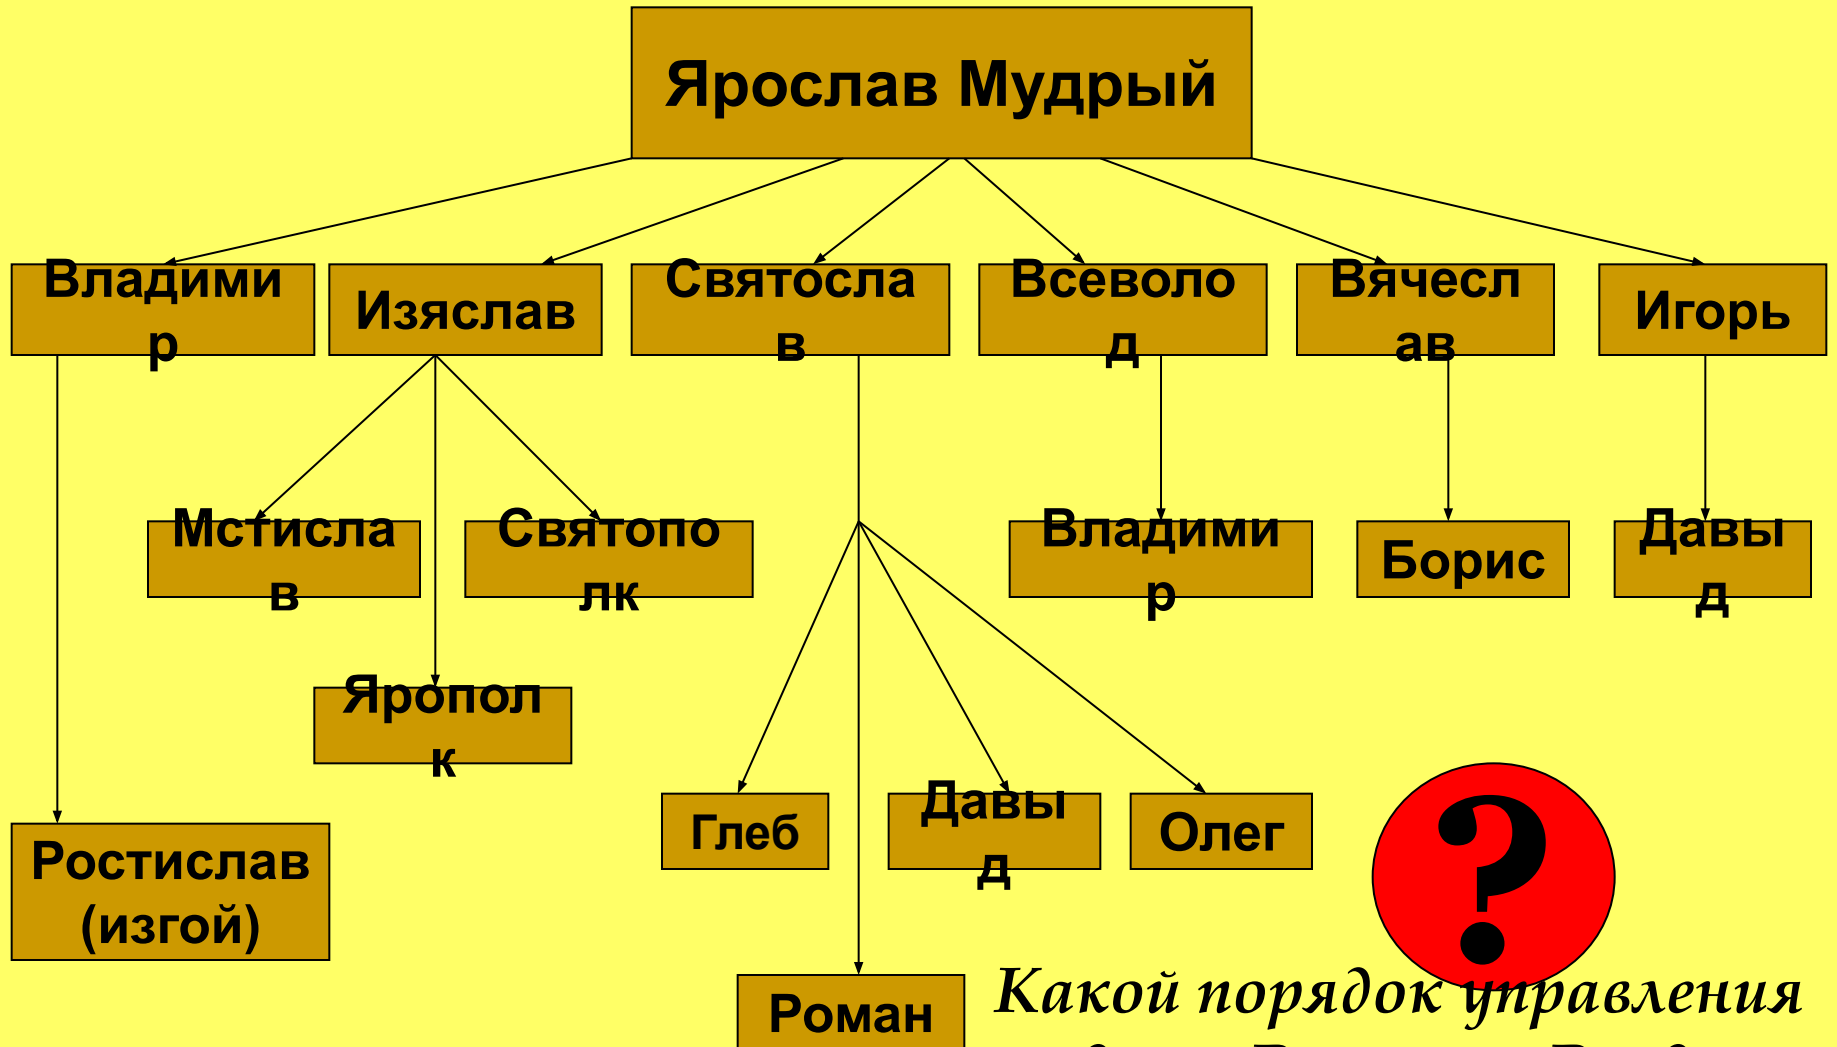 Ярослав Мудрый
Владими
р
Изяслав
Святосла
в
Всеволо
д
Вячесл
ав
Игорь
Мстисла
в
Святопо
лк
Владими
р
Борис
Давы
д
Яропол
к
Глеб
Давы
д
Олег
Ростислав
(изгой)
Роман
?
Какой порядок управления